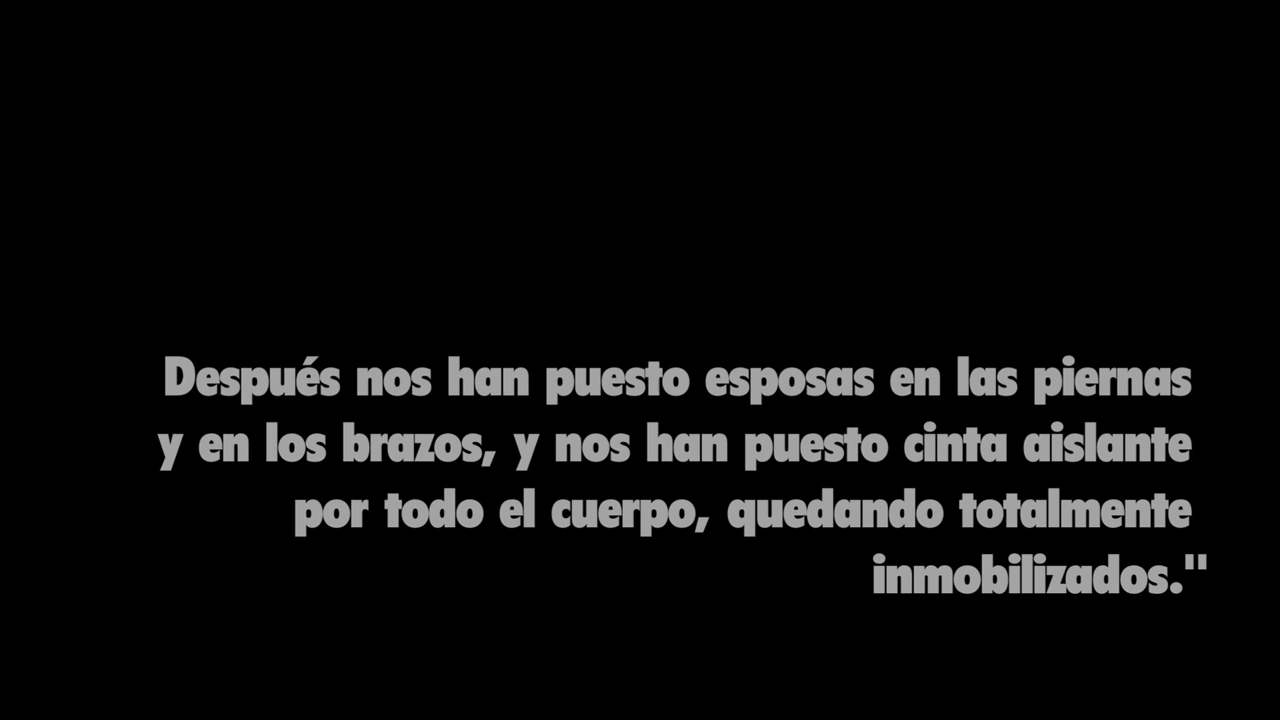 Después nos han puesto esposas en las piernas
y en los brazos, y nos han puesto cinta aislante
por todo el cuerpo, quedando totalmente
inmobilizados."